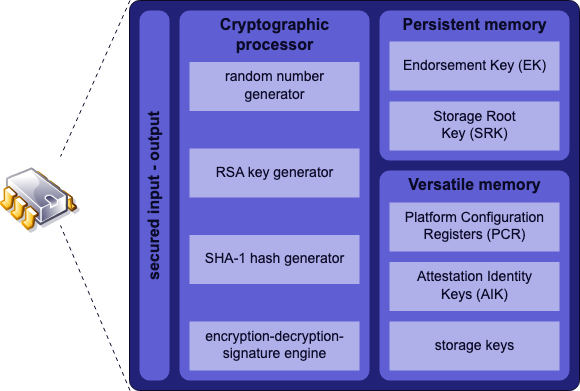 secured input - output
Cryptographic
processor
random number
generator
RSA key generator
SHA-1 hash generator
encryption-decryption-
signature engine
Persistent memory
Endorsement Key (EK)
Storage Root
Key (SRK)
Versatile memory
Platform Configuration
Registers (PCR)
Attestation Identity
Keys (AIK)
storage keys